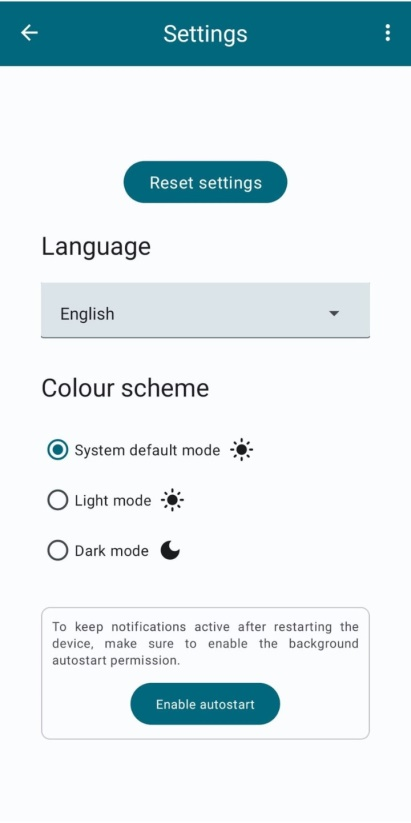 Settings
Reset settings
Language
English
Colour scheme
System default mode
Light mode
Dark mode
To keep notifications active after restarting the
device, make sure to enable the background
autostart permission.
Enable autostart